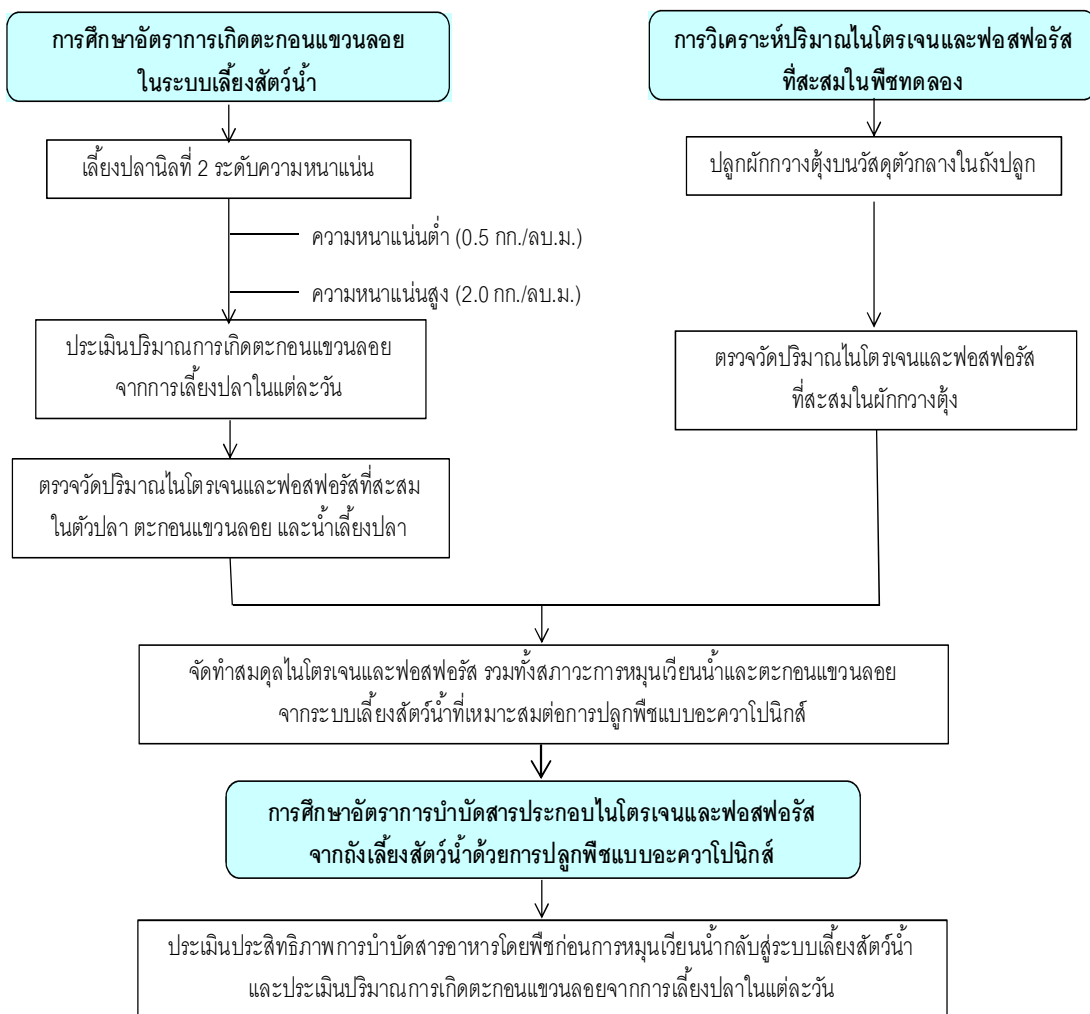 การศึกษาอัตราการเกิดตะกอนแขวนลอย
ในระบบเลี้ยงสัตว์น้ำ
เลี้ยงปลานิลที่ 2 ระดับความหนาแน่น
ความหนาแน่นต่ำ (0.5 กก./ลบ.ม.)
ความหนาแน่นสูง (2.0 กก./ลบ.ม.)
ประเมินปริมาณการเกิดตะกอนแขวนลอย
จากการเลี้ยงปลาในแต่ละวัน
ตรวจวัดปริมาณไนโตรเจนและฟอสฟอรัสที่สะสม
ในตัวปลา ตะกอนแขวนลอย และน้ำเลี้ยงปลา
การวิเคราะห์ปริมาณไนโตรเจนและฟอสฟอรัส
ที่สะสมในพืชทดลอง
ปลูกผักกวางตุ้งบนวัสดุตัวกลางในถังปลูก
ตรวจวัดปริมาณไนโตรเจนและฟอสฟอรัส
ที่สะสมในผักกวางตุ้ง
จัดทำสมดุลไนโตรเจนและฟอสฟอรัส รวมทั้งสภาวะการหมุนเวียนน้ำและตะกอนแขวนลอย
จากระบบเลี้ยงสัตว์น้ำที่เหมาะสมต่อการปลูกพืชแบบอะควาโปนิกส์
การศึกษาอัตราการบำบัดสารประกอบไนโตรเจนและฟอสฟอรัส
จากถังเลี้ยงสัตว์น้ำด้วยการปลูกพืชแบบอะควาโปนิกส์
ประเมินประสิทธิภาพการบำบัดสารอาหารโดยพืชก่อนการหมุนเวียนน้ำกลับสู่ระบบเลี้ยงสัตว์น้ำ
และประเมินปริมาณการเกิดตะกอนแขวนลอยจากการเลี้ยงปลาในแต่ละวัน